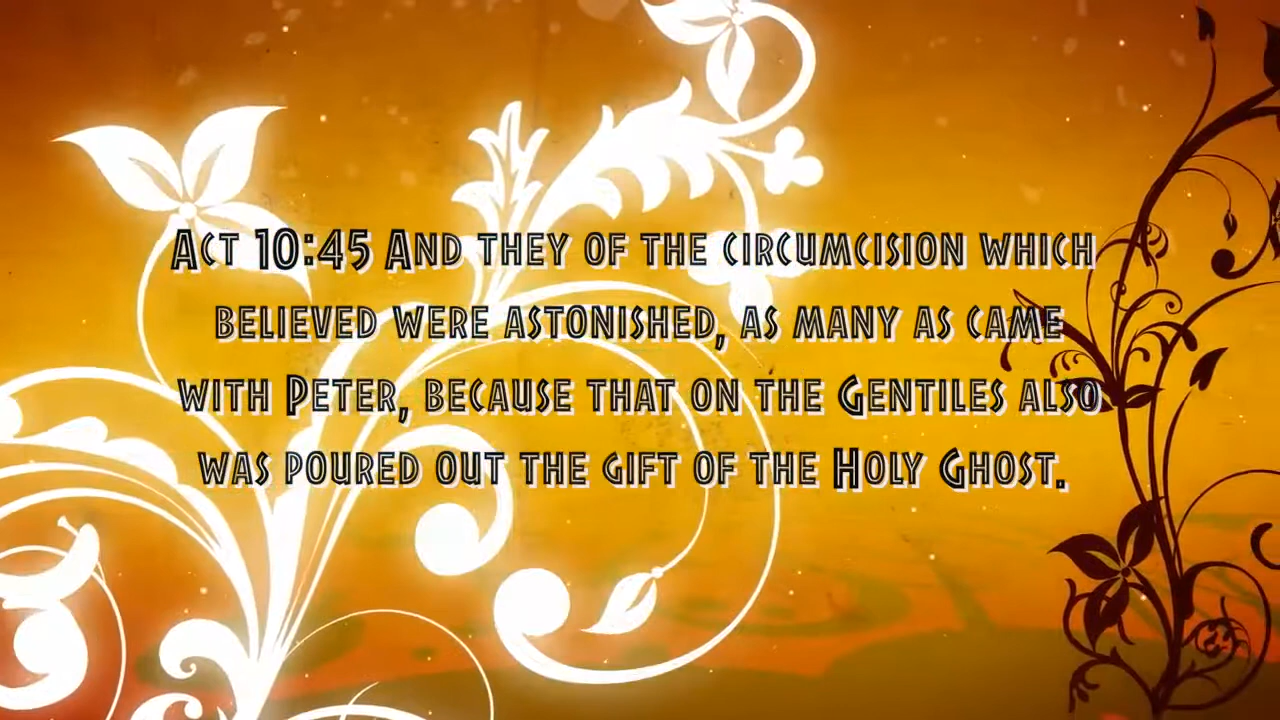 Act 10:45 And they of the circumcision which
believed were astonished, as many as came
with Peter, because that on the Gentiles also
was poured out the gift of the Holy Ghost.